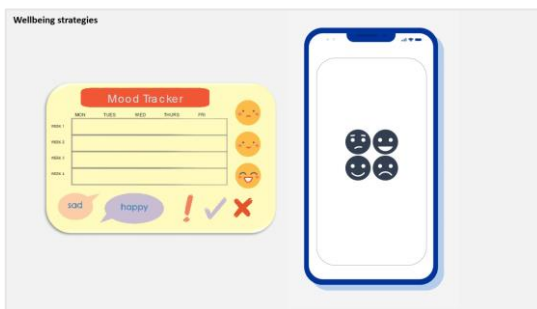 Wellbeing strategies
Mood Tracker
MON TUES WED THURS FRI
WEEK 1
WEEK 2
WEEK 3
WEEK 4
sad
happy